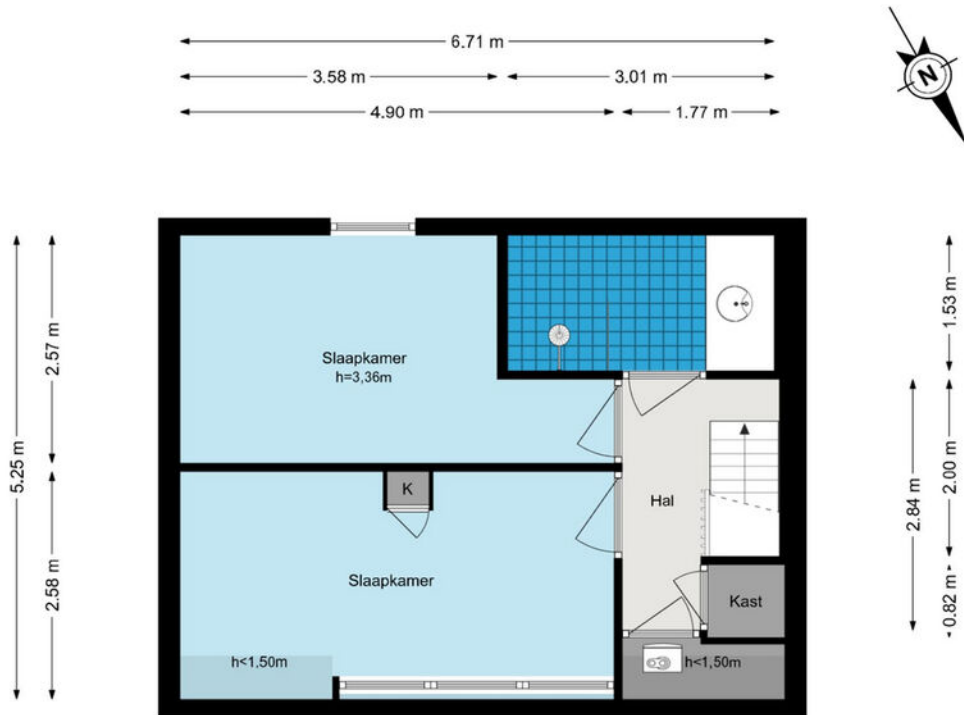 6.71 m
3.58 m
3.01 m
4.90 m
1.77 m
N
5.25 m
2.57 m
2.58 m
1.53 m
2.84 m
2.00 m
0.82 m
Slaapkamer
h=3,36m
K
Hal
Slaapkamer
Kast
h<1,50m
h<1,50m